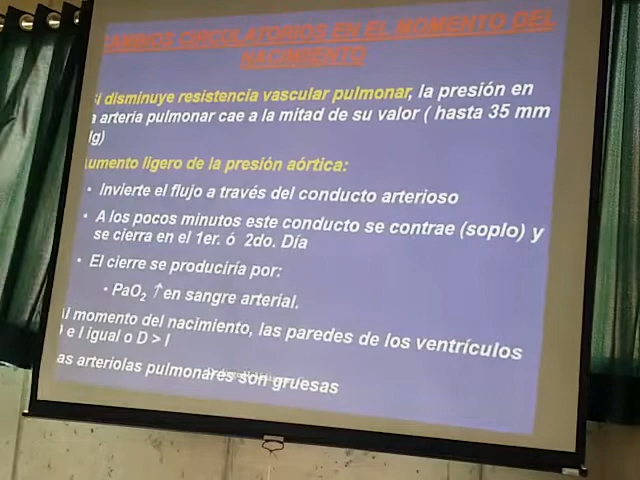 CAMBIOS CIRCULATORIOS EN EL MOMENTO DEL
NACIMIENTO
Si disminuye resistencia vascular pulmonar, la presión en
a arteria pulmonar cae a la mitad de su valor ( hasta 35 mm
Hg)
umento ligero de la presión aórtica:
• Invierte el flujo a través del conducto arterioso
• A los pocos minutos este conducto se contrae (soplo) y
se cierra en el 1er. ó 2do. Día
• El cierre se produciría por:
• PaO₂ ↑ en sangre arterial.
Al momento del nacimiento, las paredes de los ventrículos
D e I igual o D > I
as arteriolas pulmonares son gruesas